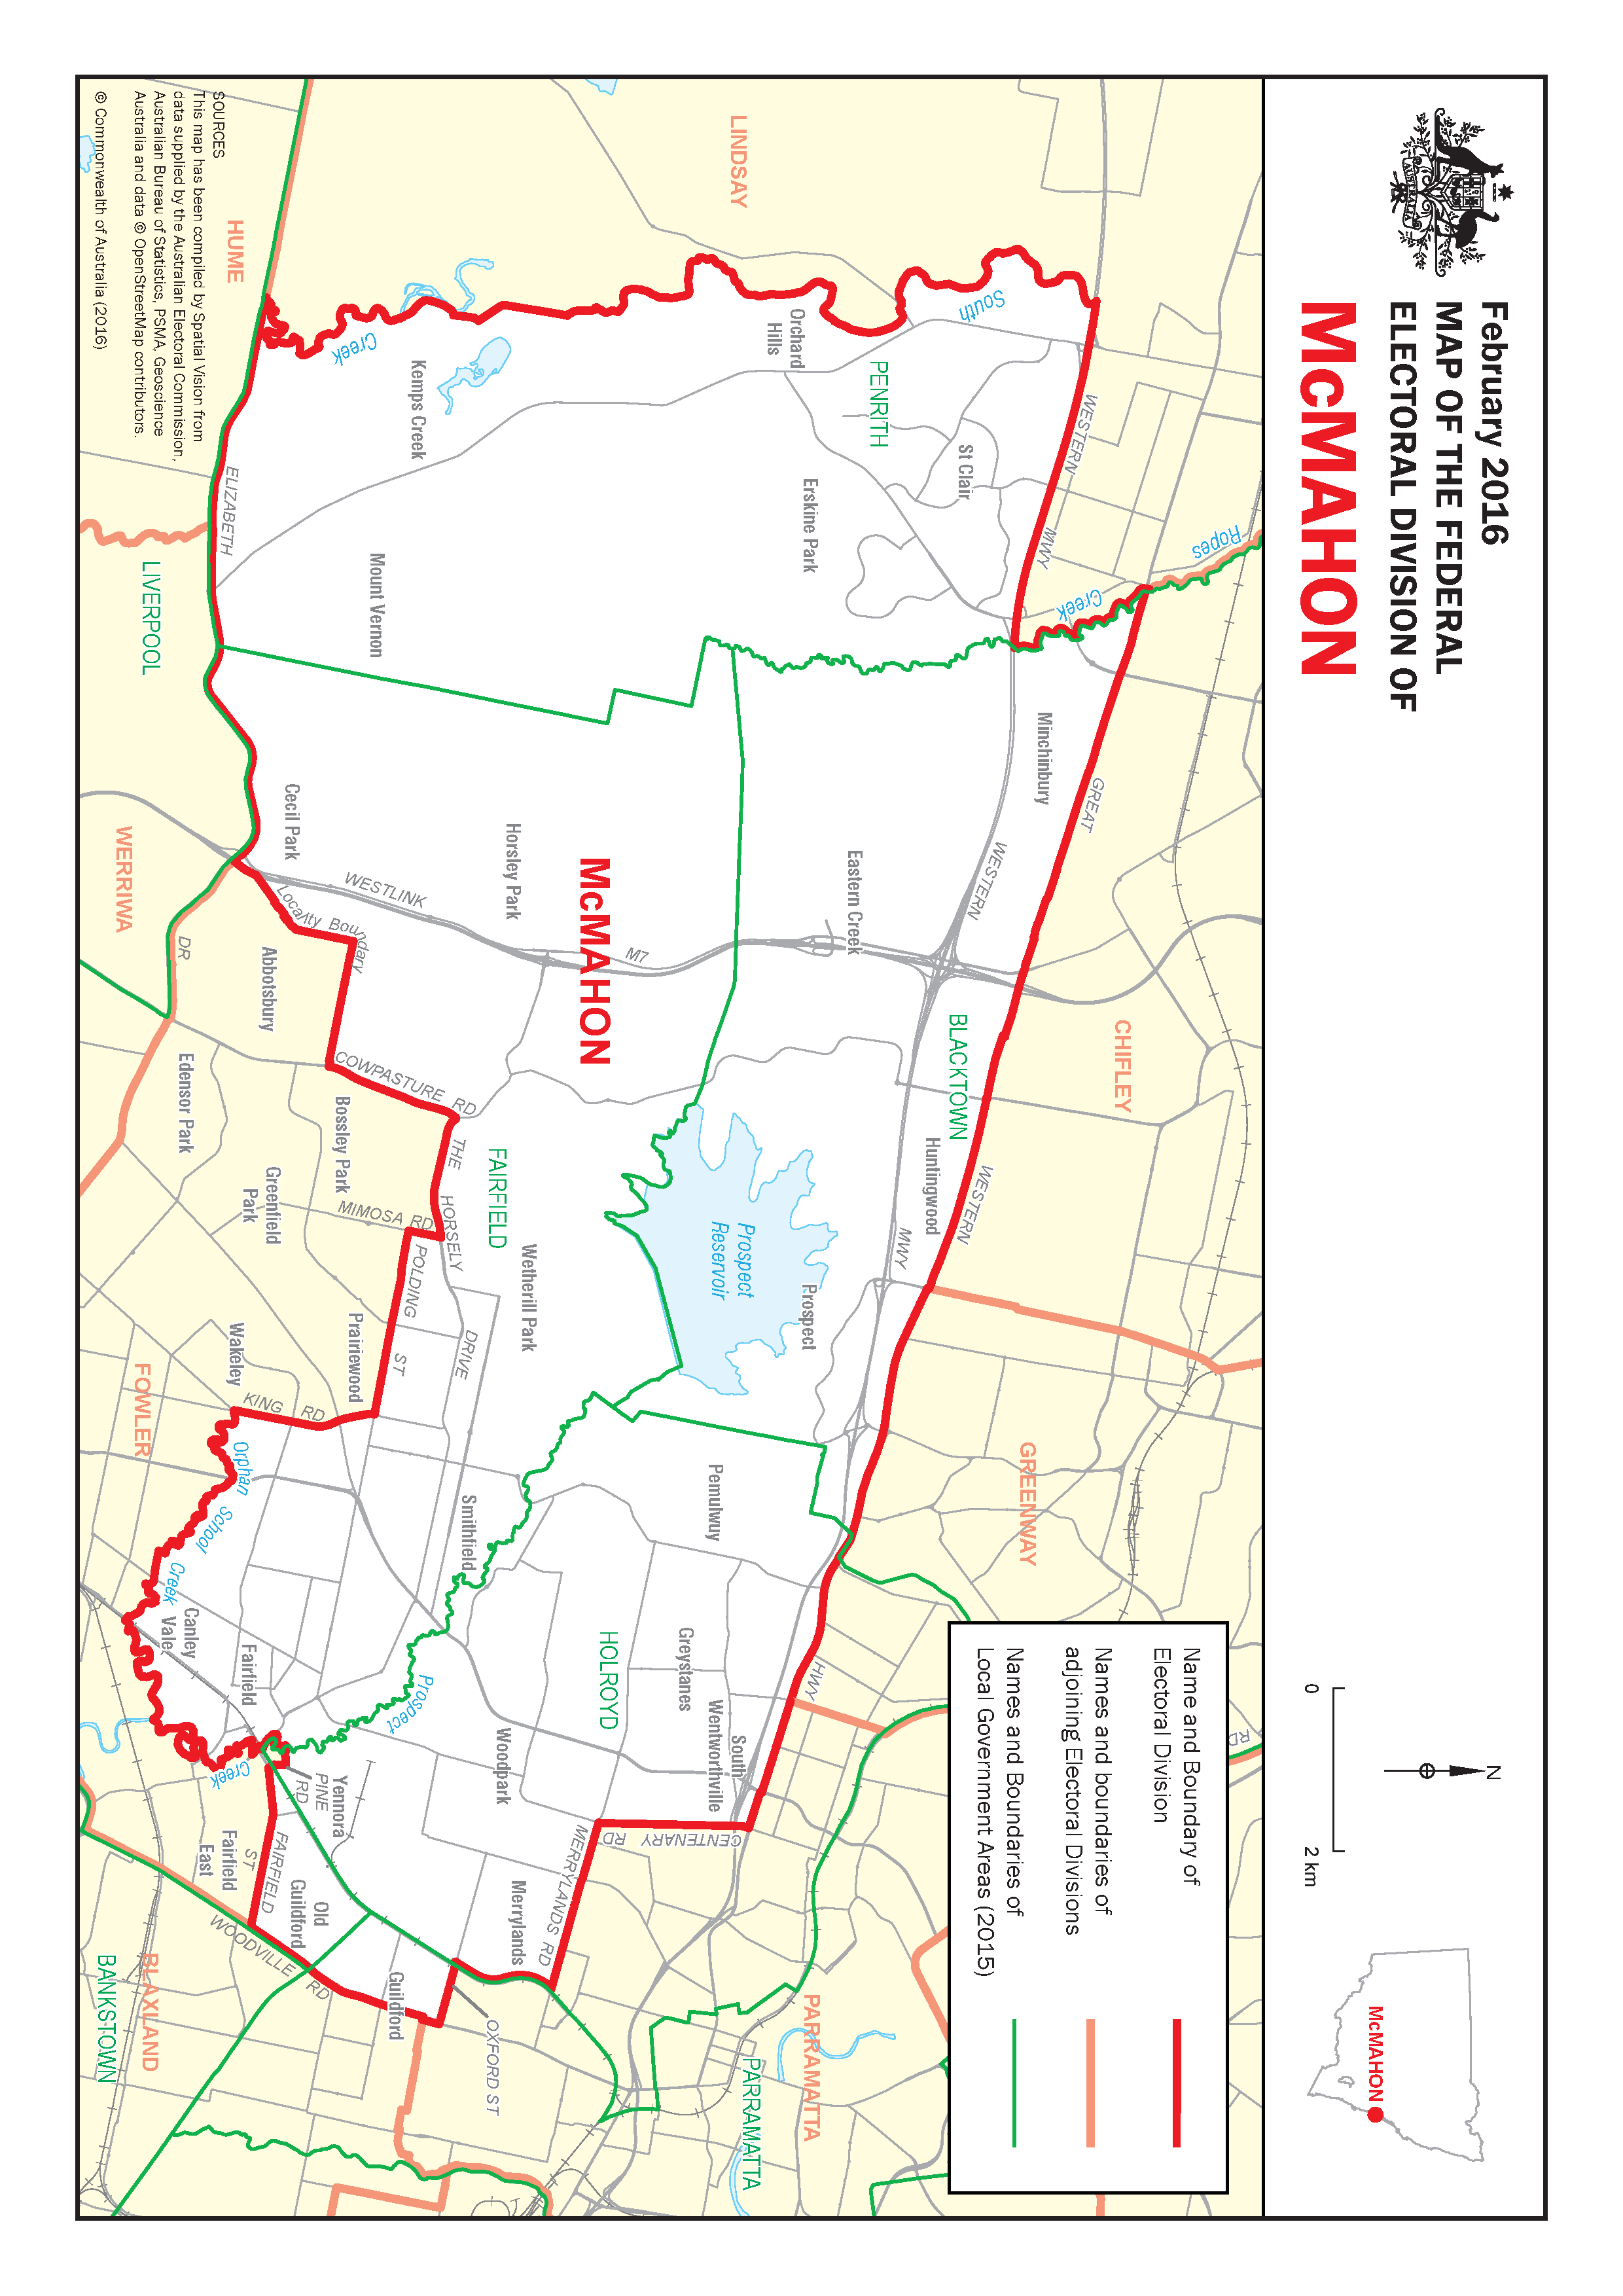 February 2016
MAP OF THE FEDERAL
ELECTORAL DIVISION OF
McMAHON
AUSTRALIA
N
0
2 km
McMAHON
Name and Boundary of
Electoral Division
Names and boundaries of
adjoining Electoral Divisions
Names and Boundaries of
Local Government Areas (2015)
LINDSAY
HUME
WERRIWA
FOWLER
BLAXLAND
PARRAMATTA
GREENWAY
CHIFLEY
McMAHON
PENRITH
LIVERPOOL
BLACKTOWN
FAIRFIELD
HOLROYD
BANKSTOWN
PARRAMATTA
Ropes
Creek
South
Creek
WESTERN
MWY
GREAT
WESTERN
HWY
WESTERN
MWY
RD
Orchard
Hills
St Clair
Erskine Park
Kemps Creek
Mount Vernon
Minchinbury
Eastern Creek
Huntingwood
Prospect
Prospect
Reservoir
Horsley Park
Cecil Park
WESTLINK
M7
Locality Boundary
ELIZABETH
DR
Abbotsbury
Edensor Park
Bossley Park
Greenfield
Park
COWPASTURE RD
THE HORSELY DRIVE
MIMOSA RD
POLDING ST
Wetherill Park
Prairiewood
Wakeley
KING RD
Orphan School Creek
Smithfield
Pemulwuy
Greystanes
South
Wentworthville
Woodpark
Canley
Vale
Fairfield
Prospect
Creek
Yennora
PINE
RD
FAIRFIELD
ST
Fairfield
East
Old
Guildford
WOODVILLE RD
Guildford
Merrylands
MERRYLANDS RD
CENTENARY RD
OXFORD ST
SOURCES
This map has been compiled by Spatial Vision from
data supplied by the Australian Electoral Commission,
Australian Bureau of Statistics, PSMA, Geoscience
Australia and data © OpenStreetMap contributors.
© Commonwealth of Australia (2016)